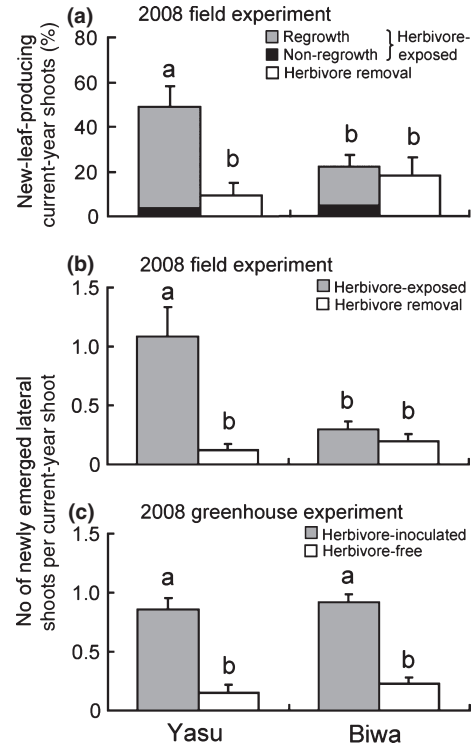 (a) 2008 field experiment
Regrowth
Non-regrowth
Herbivore-
exposed
Herbivore removal
New-leaf-producing
current-year shoots (%)
80
60
40
20
0
a
b
b
b
(b) 2008 field experiment
Herbivore-exposed
Herbivore removal
1.5
1.0
0.5
0
a
b
b
b
No of newly emerged lateral
shoots per current-year shoot
(c) 2008 greenhouse experiment
Herbivore-inoculated
Herbivore-free
1.5
1.0
0.5
0
a
b
a
b
Yasu
Biwa